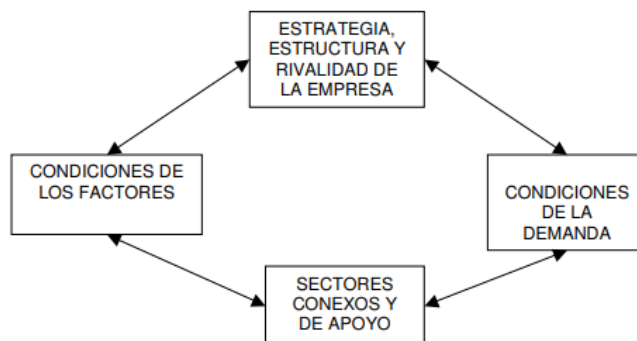 ESTRATEGIA,
ESTRUCTURA Y
RIVALIDAD DE
LA EMPRESA
CONDICIONES DE
LOS FACTORES
CONDICIONES
DE LA
DEMANDA
SECTORES
CONEXOS Y
DE APOYO